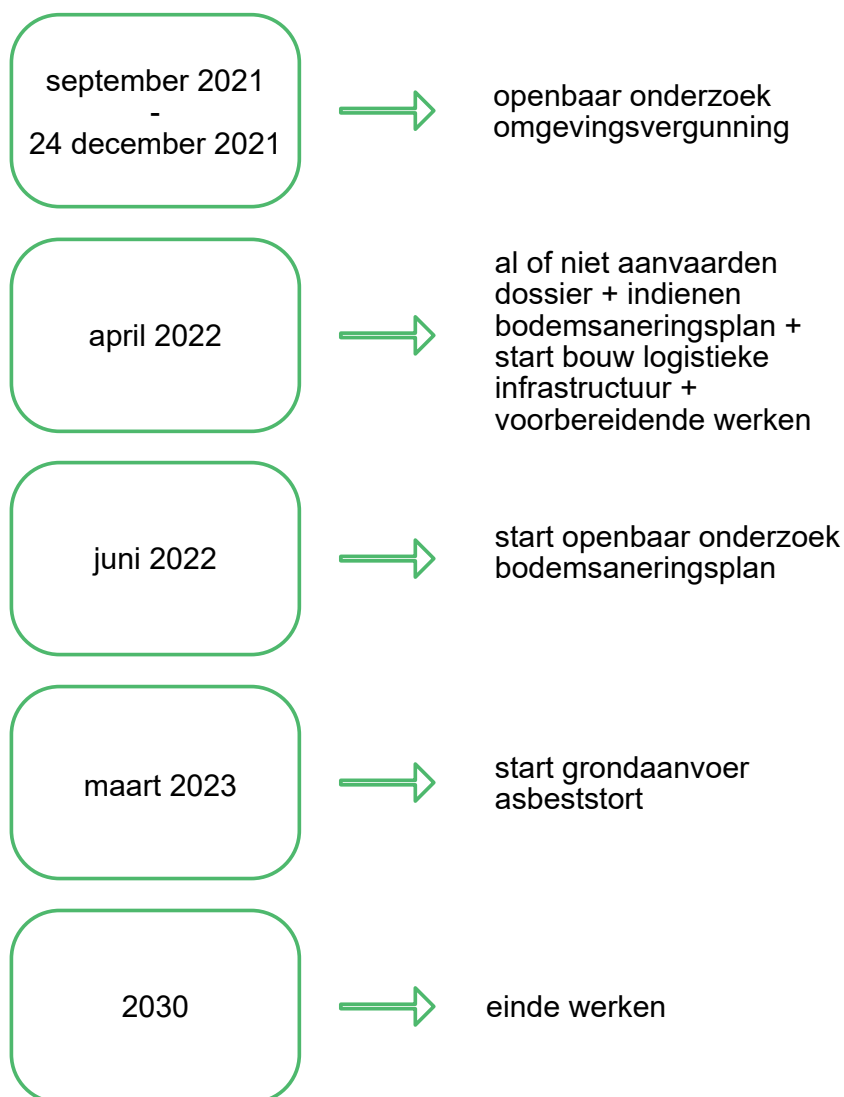 september 2021
-
24 december 2021
openbaar onderzoek
omgevingsvergunning
april 2022
al of niet aanvaarden
dossier + indienen
bodemsaneringsplan +
start bouw logistieke
infrastructuur +
voorbereidende werken
juni 2022
start openbaar onderzoek
bodemsaneringsplan
maart 2023
start grondaanvoer
asbeststort
2030
einde werken